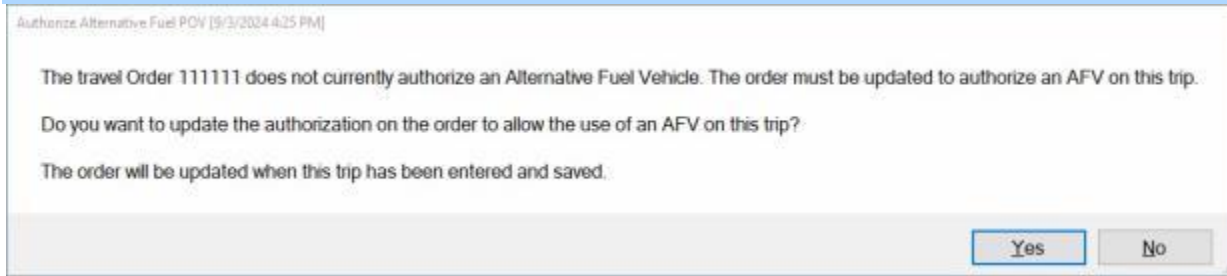 Authorize Alternative Fuel POV [9/3/2024 4:25 PM]
The travel Order 111111 does not currently authorize an Alternative Fuel Vehicle. The order must be updated to authorize an AFV on this trip.
Do you want to update the authorization on the order to allow the use of an AFV on this trip?
The order will be updated when this trip has been entered and saved.
Yes No